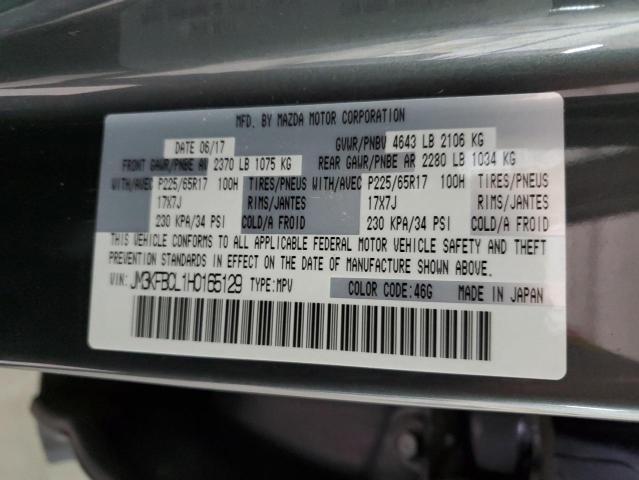 MFD. BY MAZDA MOTOR CORPORATION
DATE 06/17 GVWR/PNBV 4643 LB 2106 KG
FRONT GAWR/PNBE AV 2370 LB 1075 KG REAR GAWR/PNBE AR 2280 LB 1034 KG
WITH/AVEC P225/65R17 100H TIRES/PNEUS WITH/AVEC P225/65R17 100H TIRES/PNEUS
17X7J RIMS/JANTES 17X7J RIMS/JANTES
230 KPA/34 PSI COLD/A FROID 230 KPA/34 PSI COLD/A FROID
THIS VEHICLE CONFORMS TO ALL APPLICABLE FEDERAL MOTOR VEHICLE SAFETY AND THEFT
PREVENTION STANDARDS IN EFFECT ON THE DATE OF MANUFACTURE SHOWN ABOVE.
VIN: JM3KFBCL1H0165129 TYPE: MPV COLOR CODE: 46G MADE IN JAPAN